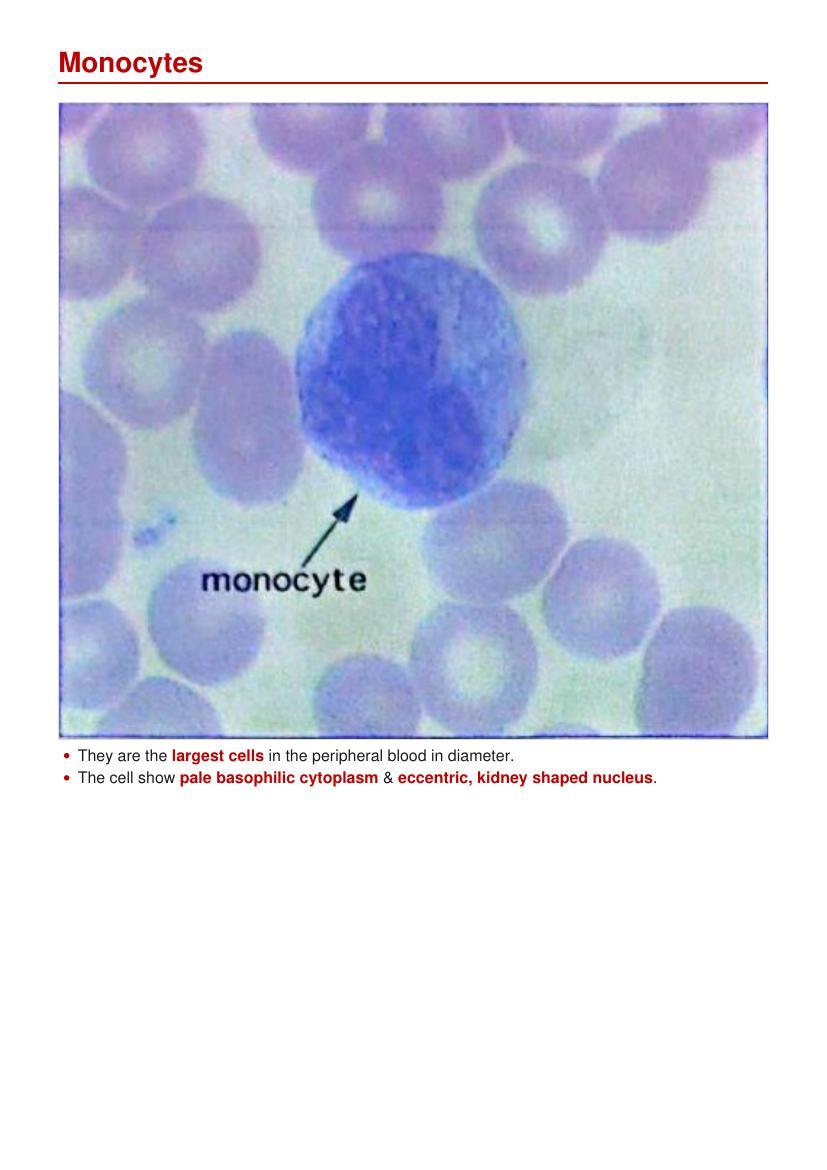 Monocytes
monocyte
• They are the largest cells in the peripheral blood in diameter.
• The cell show pale basophilic cytoplasm & eccentric, kidney shaped nucleus.